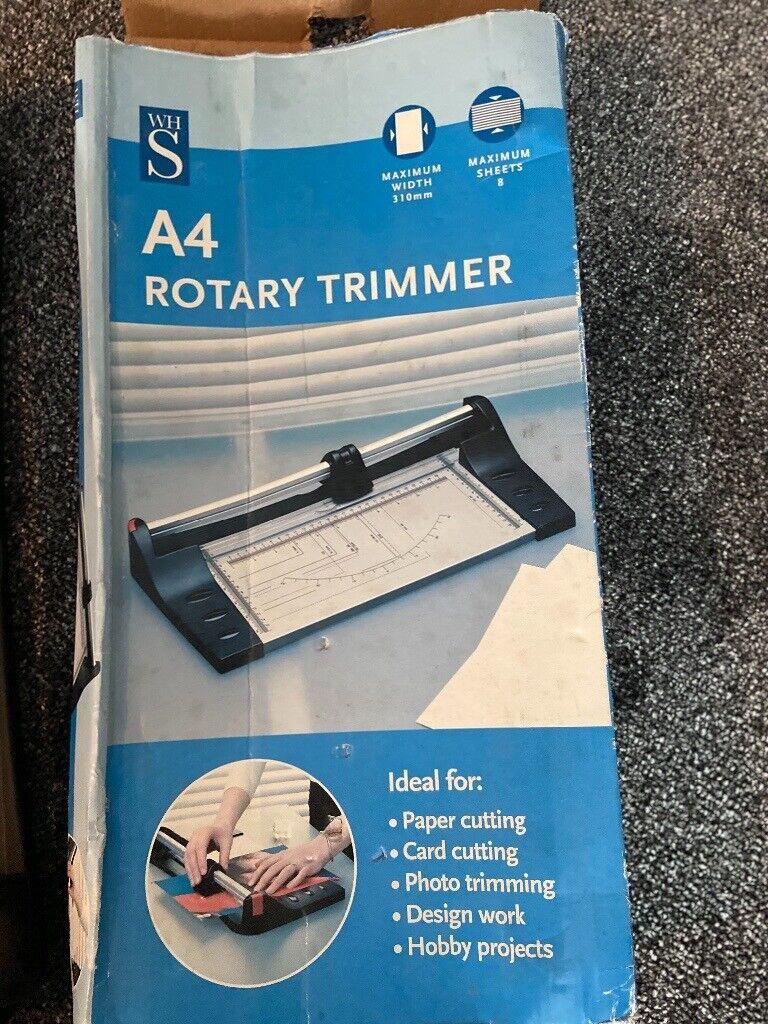 WH
S
MAXIMUM
WIDTH
310mm
MAXIMUM
SHEETS
8
A4
ROTARY TRIMMER
Ideal for:
• Paper cutting
• Card cutting
• Photo trimming
• Design work
• Hobby projects